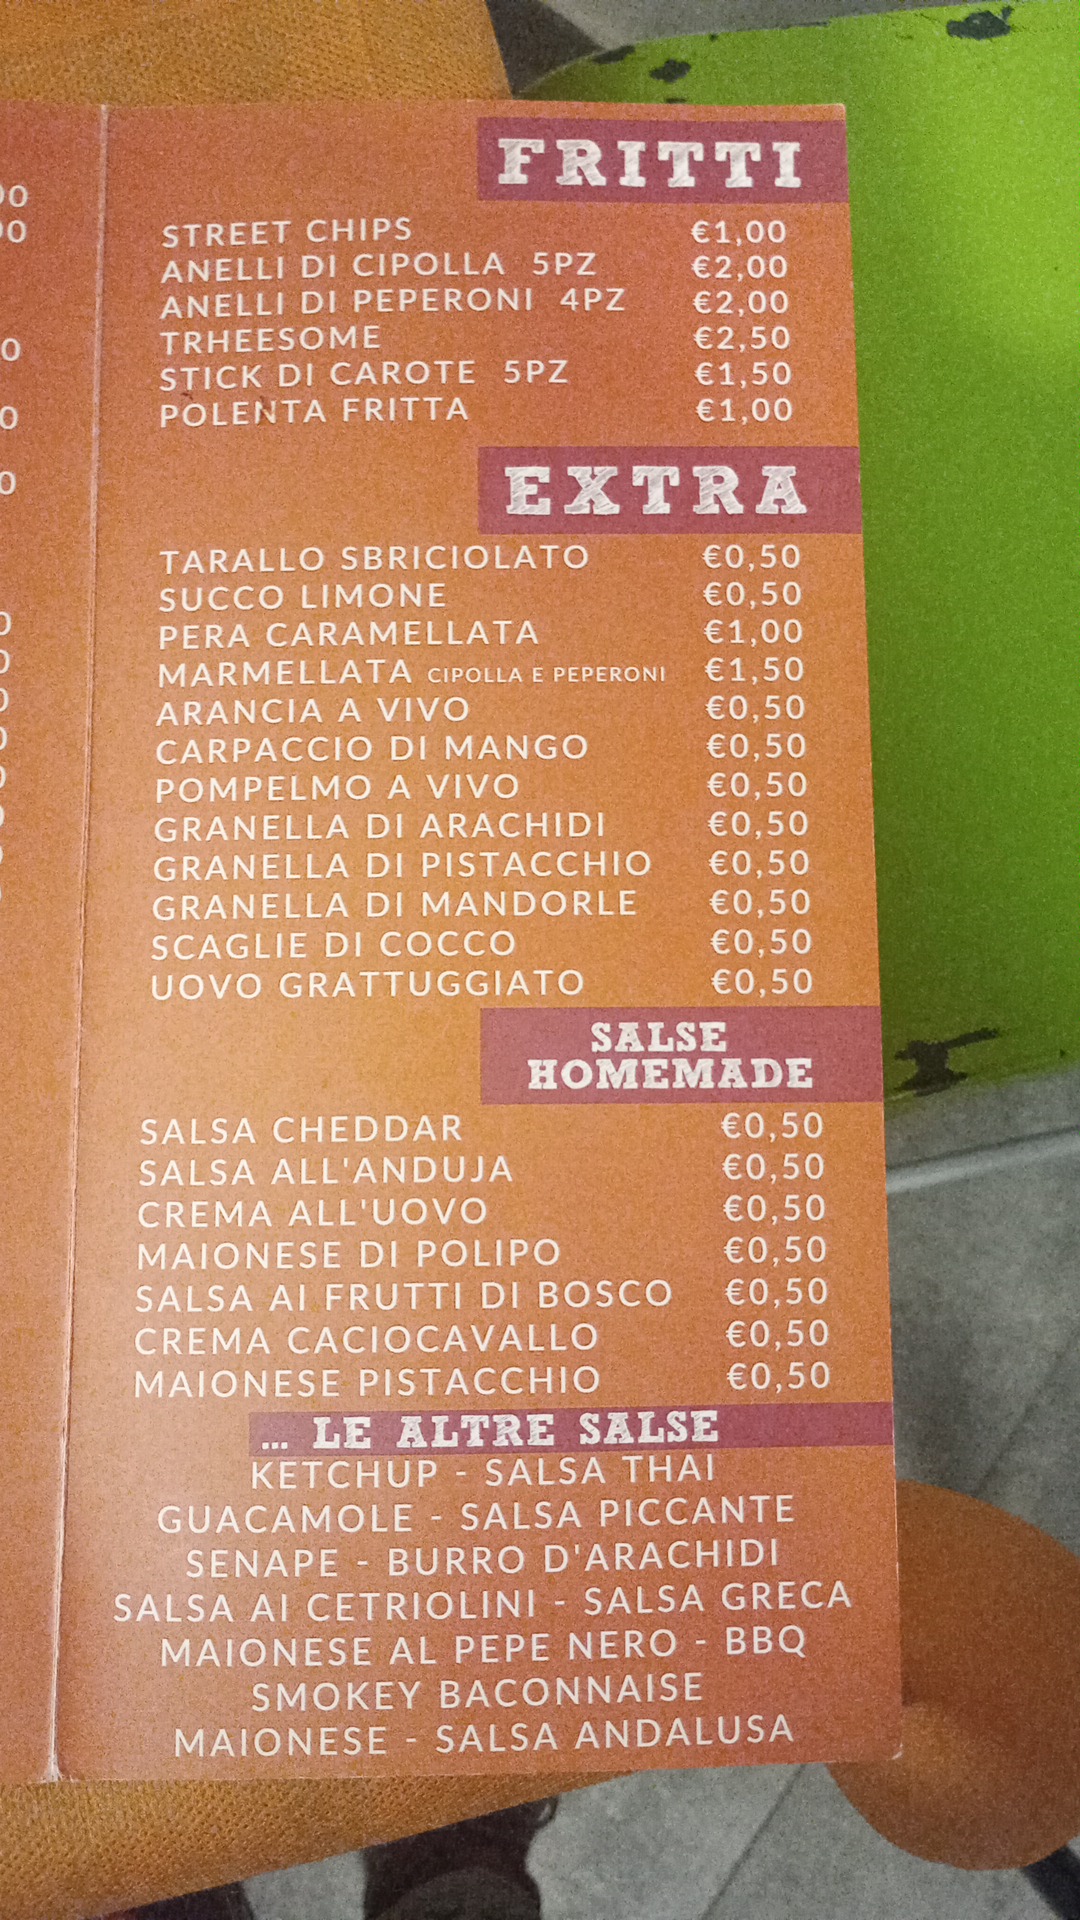 FRITTI
STREET CHIPS €1,00
ANELLI DI CIPOLLA 5PZ €2,00
ANELLI DI PEPERONI 4PZ €2,00
TRHEESOME €2,50
STICK DI CAROTE 5PZ €1,50
POLENTA FRITTA €1,00
EXTRA
TARALLO SBRICIOLATO €0,50
SUCCO LIMONE €0,50
PERA CARAMELLATA €1,00
MARMELLATA CIPOLLA E PEPERONI €1,50
ARANCIA A VIVO €0,50
CARPACCIO DI MANGO €0,50
POMPELMO A VIVO €0,50
GRANELLA DI ARACHIDI €0,50
GRANELLA DI PISTACCHIO €0,50
GRANELLA DI MANDORLE €0,50
SCAGLIE DI COCCO €0,50
UOVO GRATTUGGIATO €0,50
SALSE
HOMEMADE
SALSA CHEDDAR €0,50
SALSA ALL'ANDUJA €0,50
CREMA ALL'UOVO €0,50
MAIONESE DI POLIPO €0,50
SALSA AI FRUTTI DI BOSCO €0,50
CREMA CACIOCAVALLO €0,50
MAIONESE PISTACCHIO €0,50
... LE ALTRE SALSE
KETCHUP - SALSA THAI
GUACAMOLE - SALSA PICCANTE
SENAPE - BURRO D'ARACHIDI
SALSA AI CETRIOLINI - SALSA GRECA
MAIONESE AL PEPE NERO - BBQ
SMOKEY BACONNAISE
MAIONESE - SALSA ANDALUSA